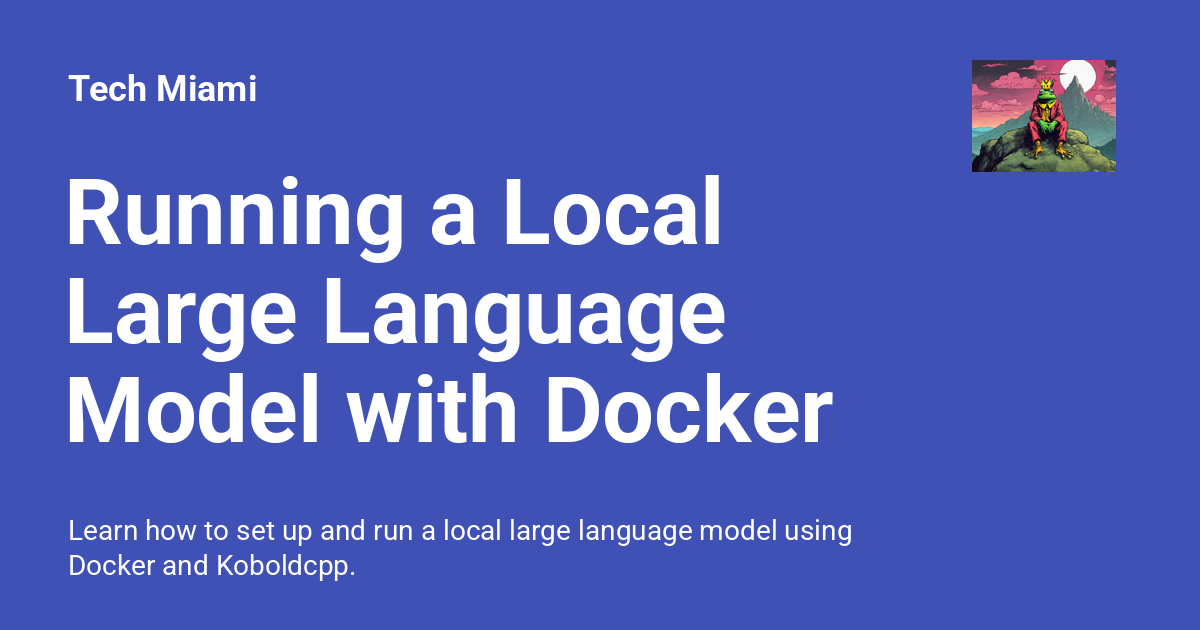 Tech Miami
Running a Local
Large Language
Model with Docker
Learn how to set up and run a local large language model using
Docker and Koboldcpp.